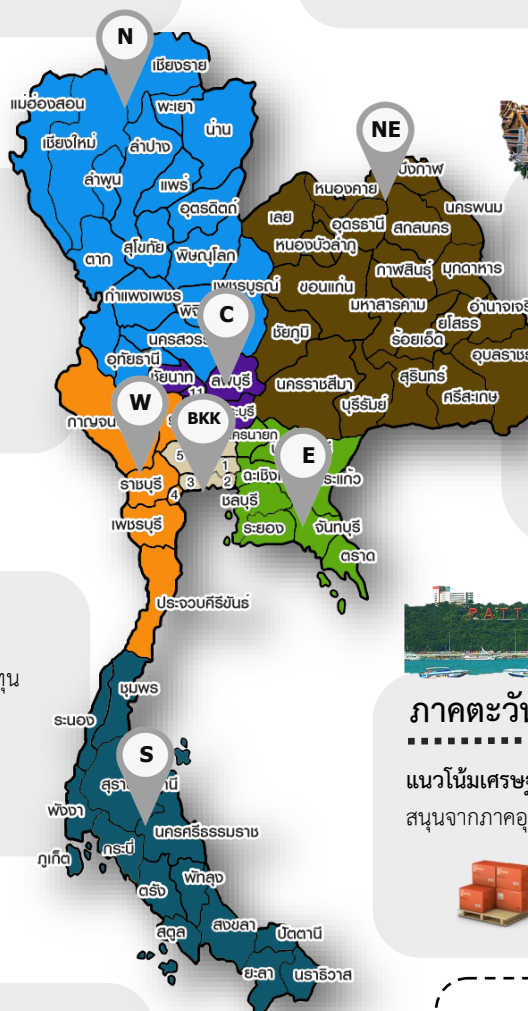 N
เชียงราย
แม่ฮ่องสอน
พะเยา
น่าน
เชียงใหม่
ลำปาง
NE
บึงกาฬ
ลำพูน
แพร่
หนองคาย
อุตรดิตถ์
เลย
อุดรธานี
สกลนคร
นครพนม
ตาก
สุโขทัย
พิษณุโลก
หนองบัวลำภู
กาฬสินธุ์
มุกดาหาร
กำแพงเพชร
เพชรบูรณ์
ขอนแก่น
มหาสารคาม
C
ชัยภูมิ
ร้อยเอ็ด
ยโสธร
อุทัยธานี
ชัยนาท
ลพบุรี
นครราชสีมา
สุรินทร์
11
บุรีรัมย์
ศรีสะเกษ
W
BKK
5
1
E
ราชบุรี
3
2
4
ชลบุรี
เพชรบุรี
ระยอง
จันทบุรี
ตราด
ประจวบคีรีขันธ์
PATT
ชุมพร
ระนอง
S
พังงา
นครศรีธรรมราช
ภูเก็ต
กระบี่
ตรัง
พัทลุง
สตูล
สงขลา
ปัตตานี
ยะลา
นราธิวาส